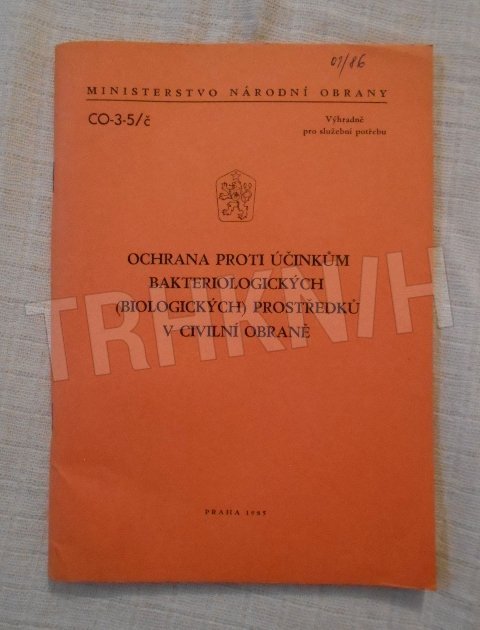 01/86
MINISTERSTVO NÁRODNÍ OBRANY
CO-3-5/č
Výhradně
pro služební potřebu
OCHRANA PROTI ÚČINKŮM
BAKTERIOLOGICKÝCH
(BIOLOGICKÝCH) PROSTŘEDKŮ
V CIVILNÍ OBRANĚ
TRHKNIH
PRAHA 1985